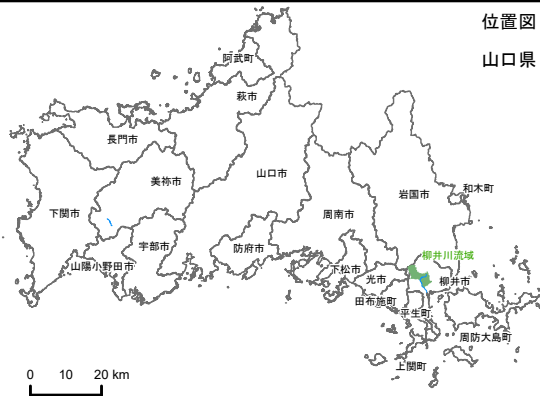 位置図
山口県
阿武町
萩市
長門市
美祢市
山口市
岩国市
和木町
下関市
周南市
宇部市
防府市
柳井川流域
山陽小野田市
下松市
光市
柳井市
田布施町
平生町
周防大島町
上関町
0 10 20 km